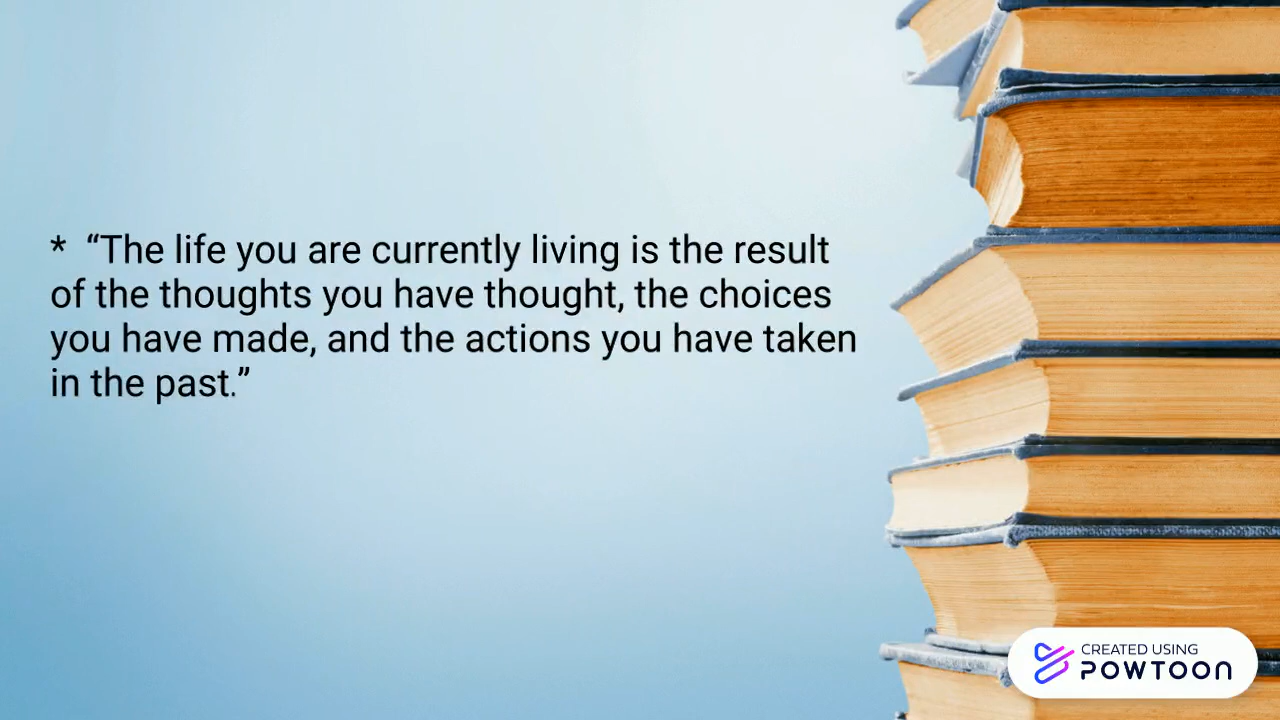 * “The life you are currently living is the result
of the thoughts you have thought, the choices
you have made, and the actions you have taken
in the past.”
CREATED USING
POWTOON